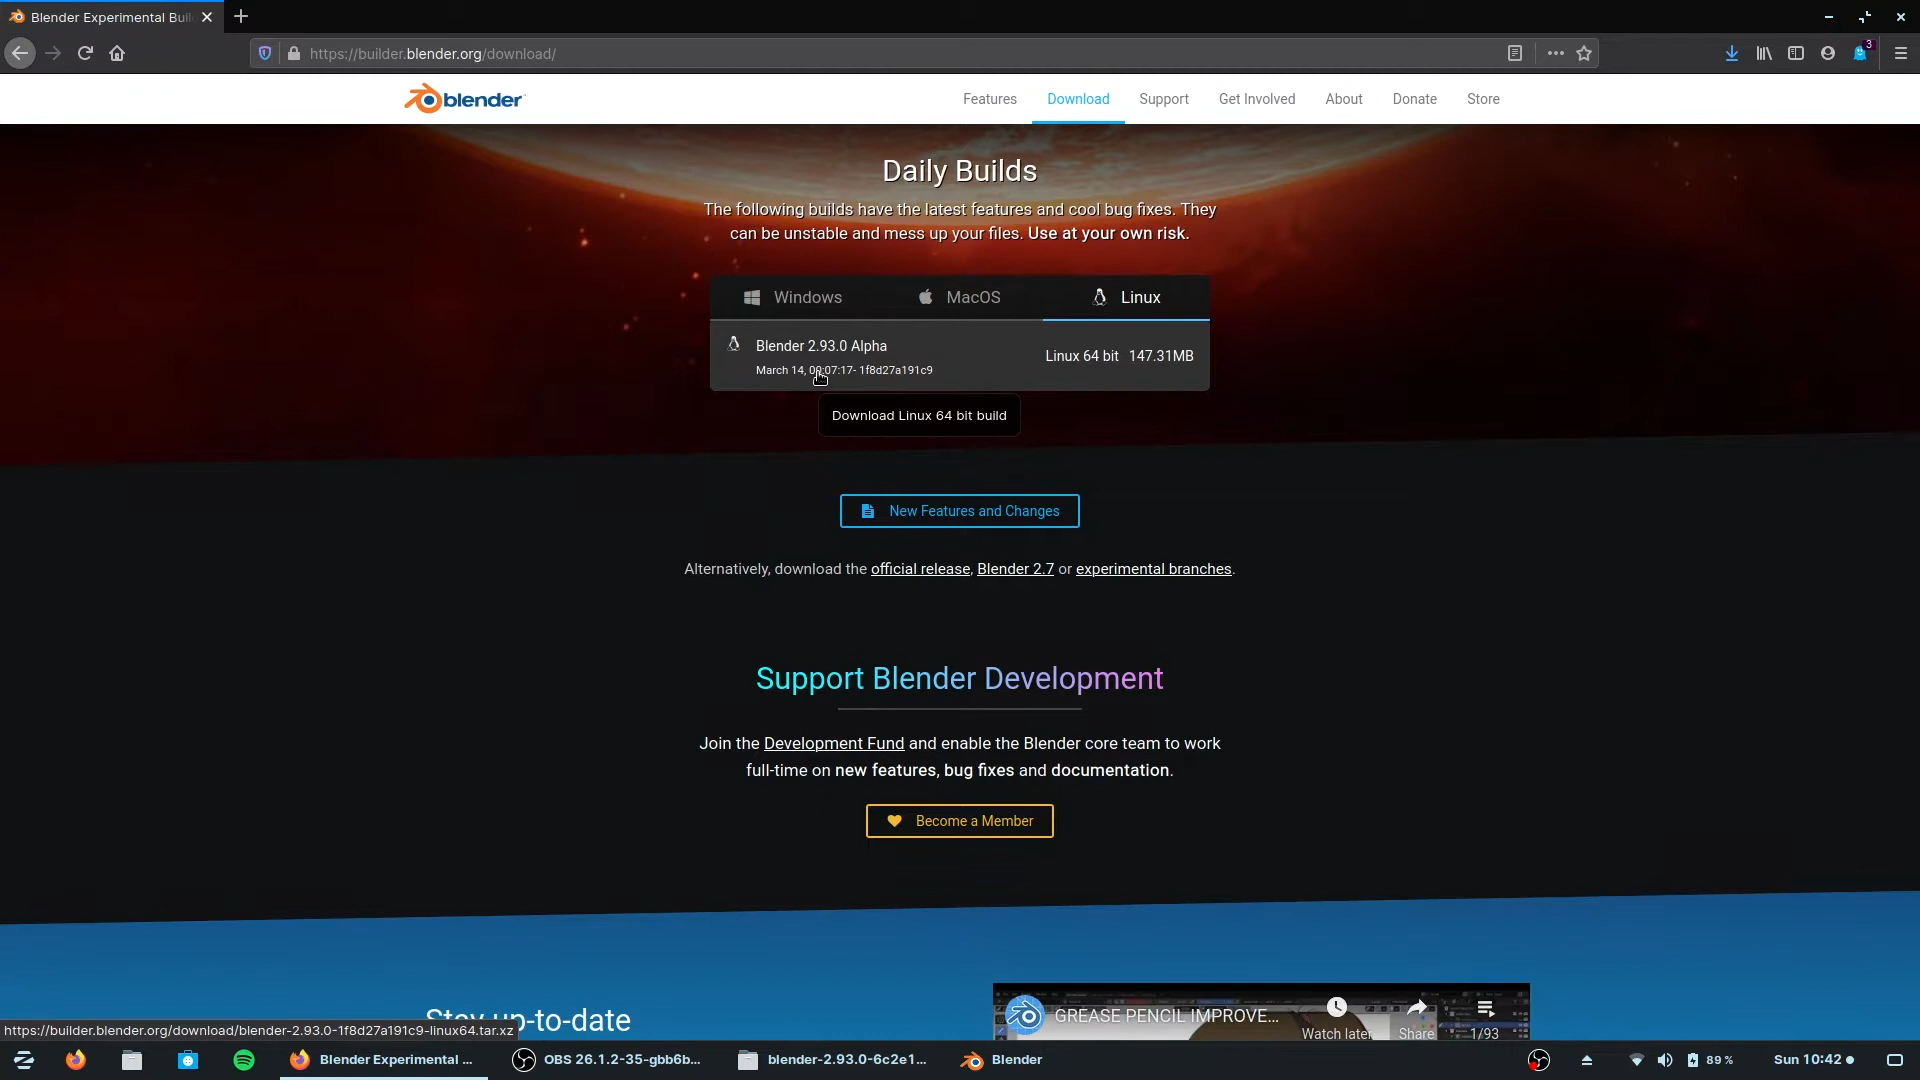 Blender Experimental Buil
https://builder.blender.org/download/
3
blender
Features Download Support Get Involved About Donate Store
Daily Builds
The following builds have the latest features and cool bug fixes. They
can be unstable and mess up your files. Use at your own risk.
Windows MacOS Linux
Blender 2.93.0 Alpha
Linux 64 bit 147.31MB
March 14, 00:07:17- 1f8d27a191c9
Download Linux 64 bit build
New Features and Changes
Alternatively, download the official release, Blender 2.7 or experimental branches.
Support Blender Development
Join the Development Fund and enable the Blender core team to work
full-time on new features, bug fixes and documentation.
Become a Member
Stay up-to-date
GREASE PENCIL IMPROVE...
Watch later Share 1/93
https://builder.blender.org/download/blender-2.93.0-1f8d27a191c9-linux64.tar.xz
Blender Experimental ... OBS 26.1.2-35-gbb6b... blender-2.93.0-6c2e1... Blender 89 % Sun 10:42